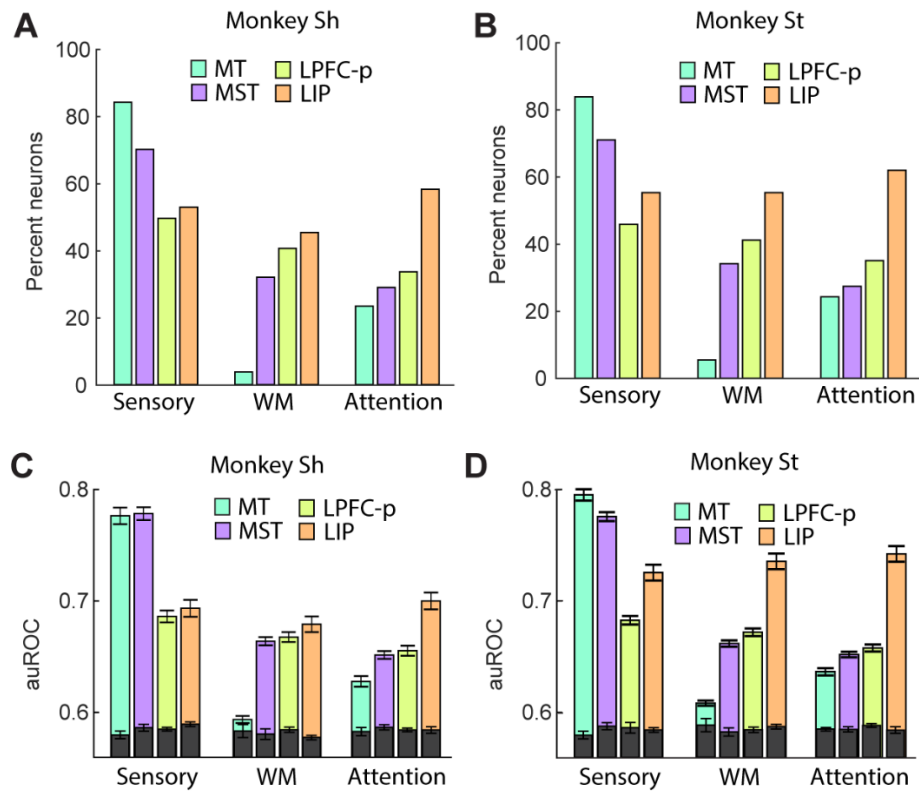 A
Monkey Sh
Percent neurons
100
80
60
40
20
0
MT
LPFC-p
MST
LIP
Sensory
WM
Attention
B
Monkey St
Percent neurons
100
80
60
40
20
0
MT
LPFC-p
MST
LIP
Sensory
WM
Attention
C
Monkey Sh
auROC
0.8
0.7
0.6
MT
LPFC-p
MST
LIP
Sensory
WM
Attention
D
Monkey St
auROC
0.8
0.7
0.6
MT
LPFC-p
MST
LIP
Sensory
WM
Attention